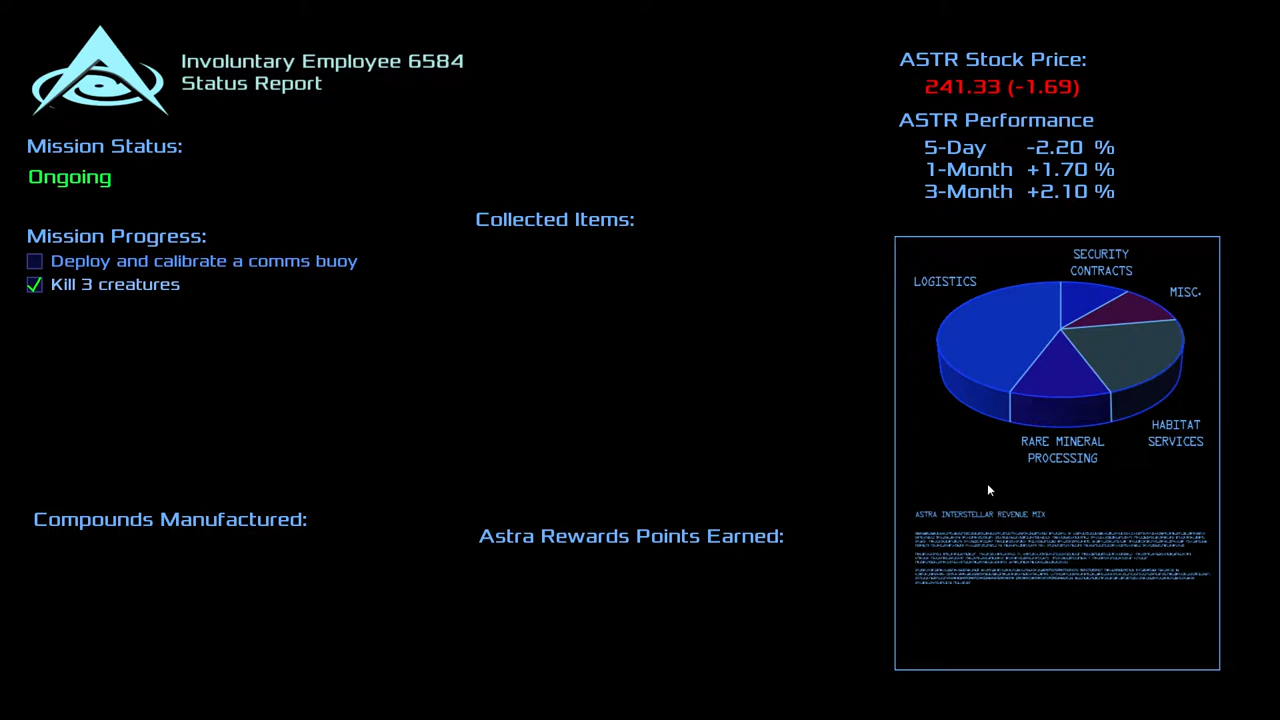 Involuntary Employee 6584
Status Report
Mission Status:
Ongoing
Mission Progress:
Deploy and calibrate a comms buoy
Kill 3 creatures
Collected Items:
Compounds Manufactured:
Astra Rewards Points Earned:
ASTR Stock Price:
241.33 (-1.69)
ASTR Performance
5-Day -2.20 %
1-Month +1.70 %
3-Month +2.10 %
SECURITY
CONTRACTS
LOGISTICS
MISC.
HABITAT
SERVICES
RARE MINERAL
PROCESSING
ASTRA INTERSTELLAR REVENUE MIX